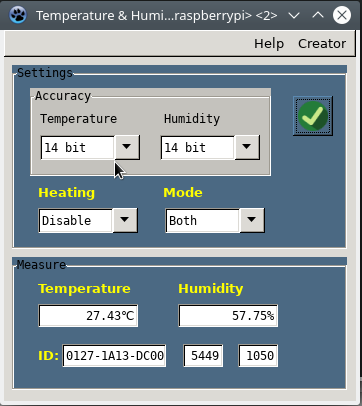 Temperature & Humi...raspberrypi> <2>
Help Creator
Settings
Accuracy
Temperature Humidity
14 bit 14 bit
Heating Mode
Disable Both
Measure
Temperature Humidity
27.43℃ 57.75%
ID: 0127-1A13-DC00 5449 1050